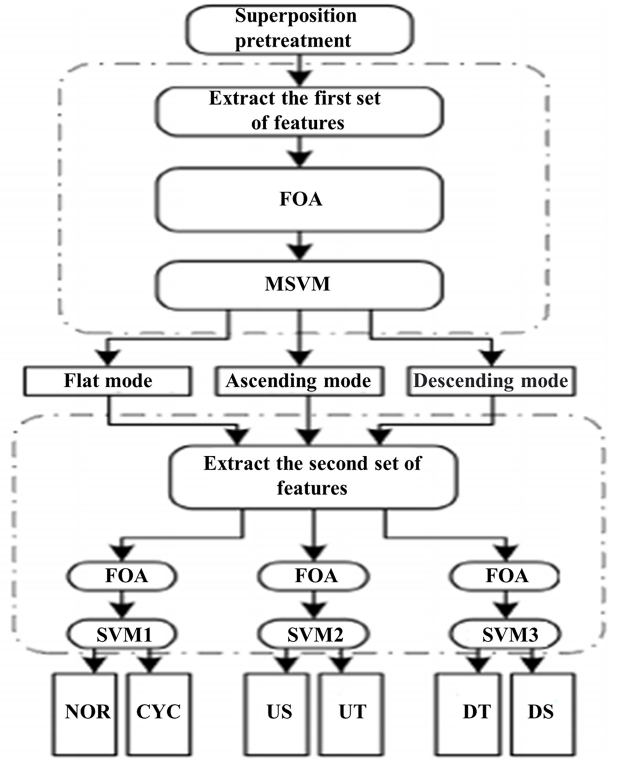 Superposition
pretreatment
Extract the first set
of features
FOA
MSVM
Flat mode
Ascending mode
Descending mode
Extract the second set of
features
FOA
FOA
FOA
SVM1
SVM2
SVM3
NOR
CYC
US
UT
DT
DS